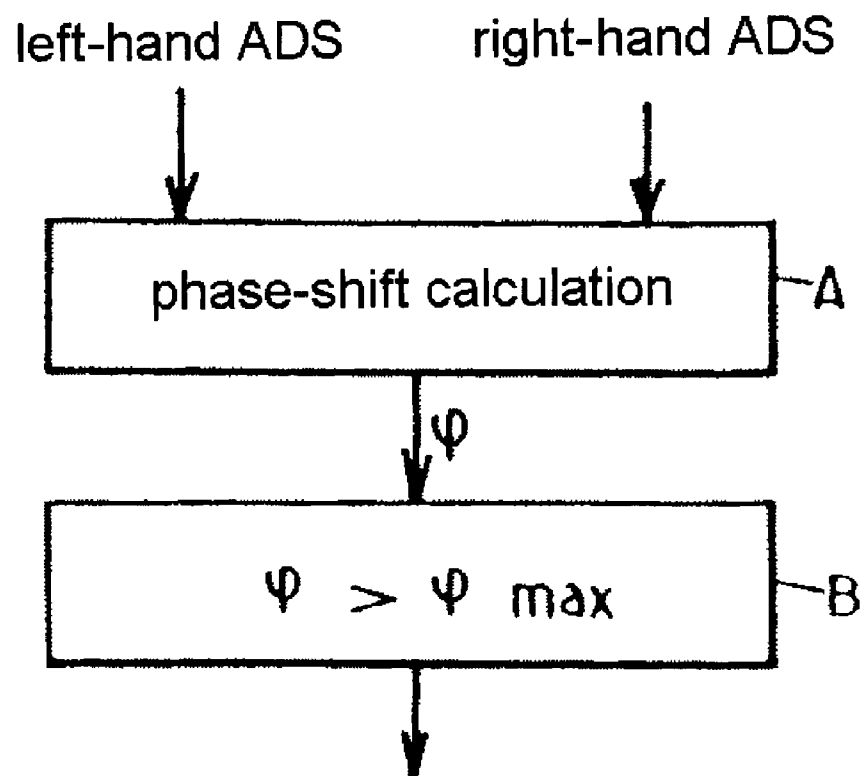 left-hand ADS
right-hand ADS
phase-shift calculation
A
φ
φ > φ max
B